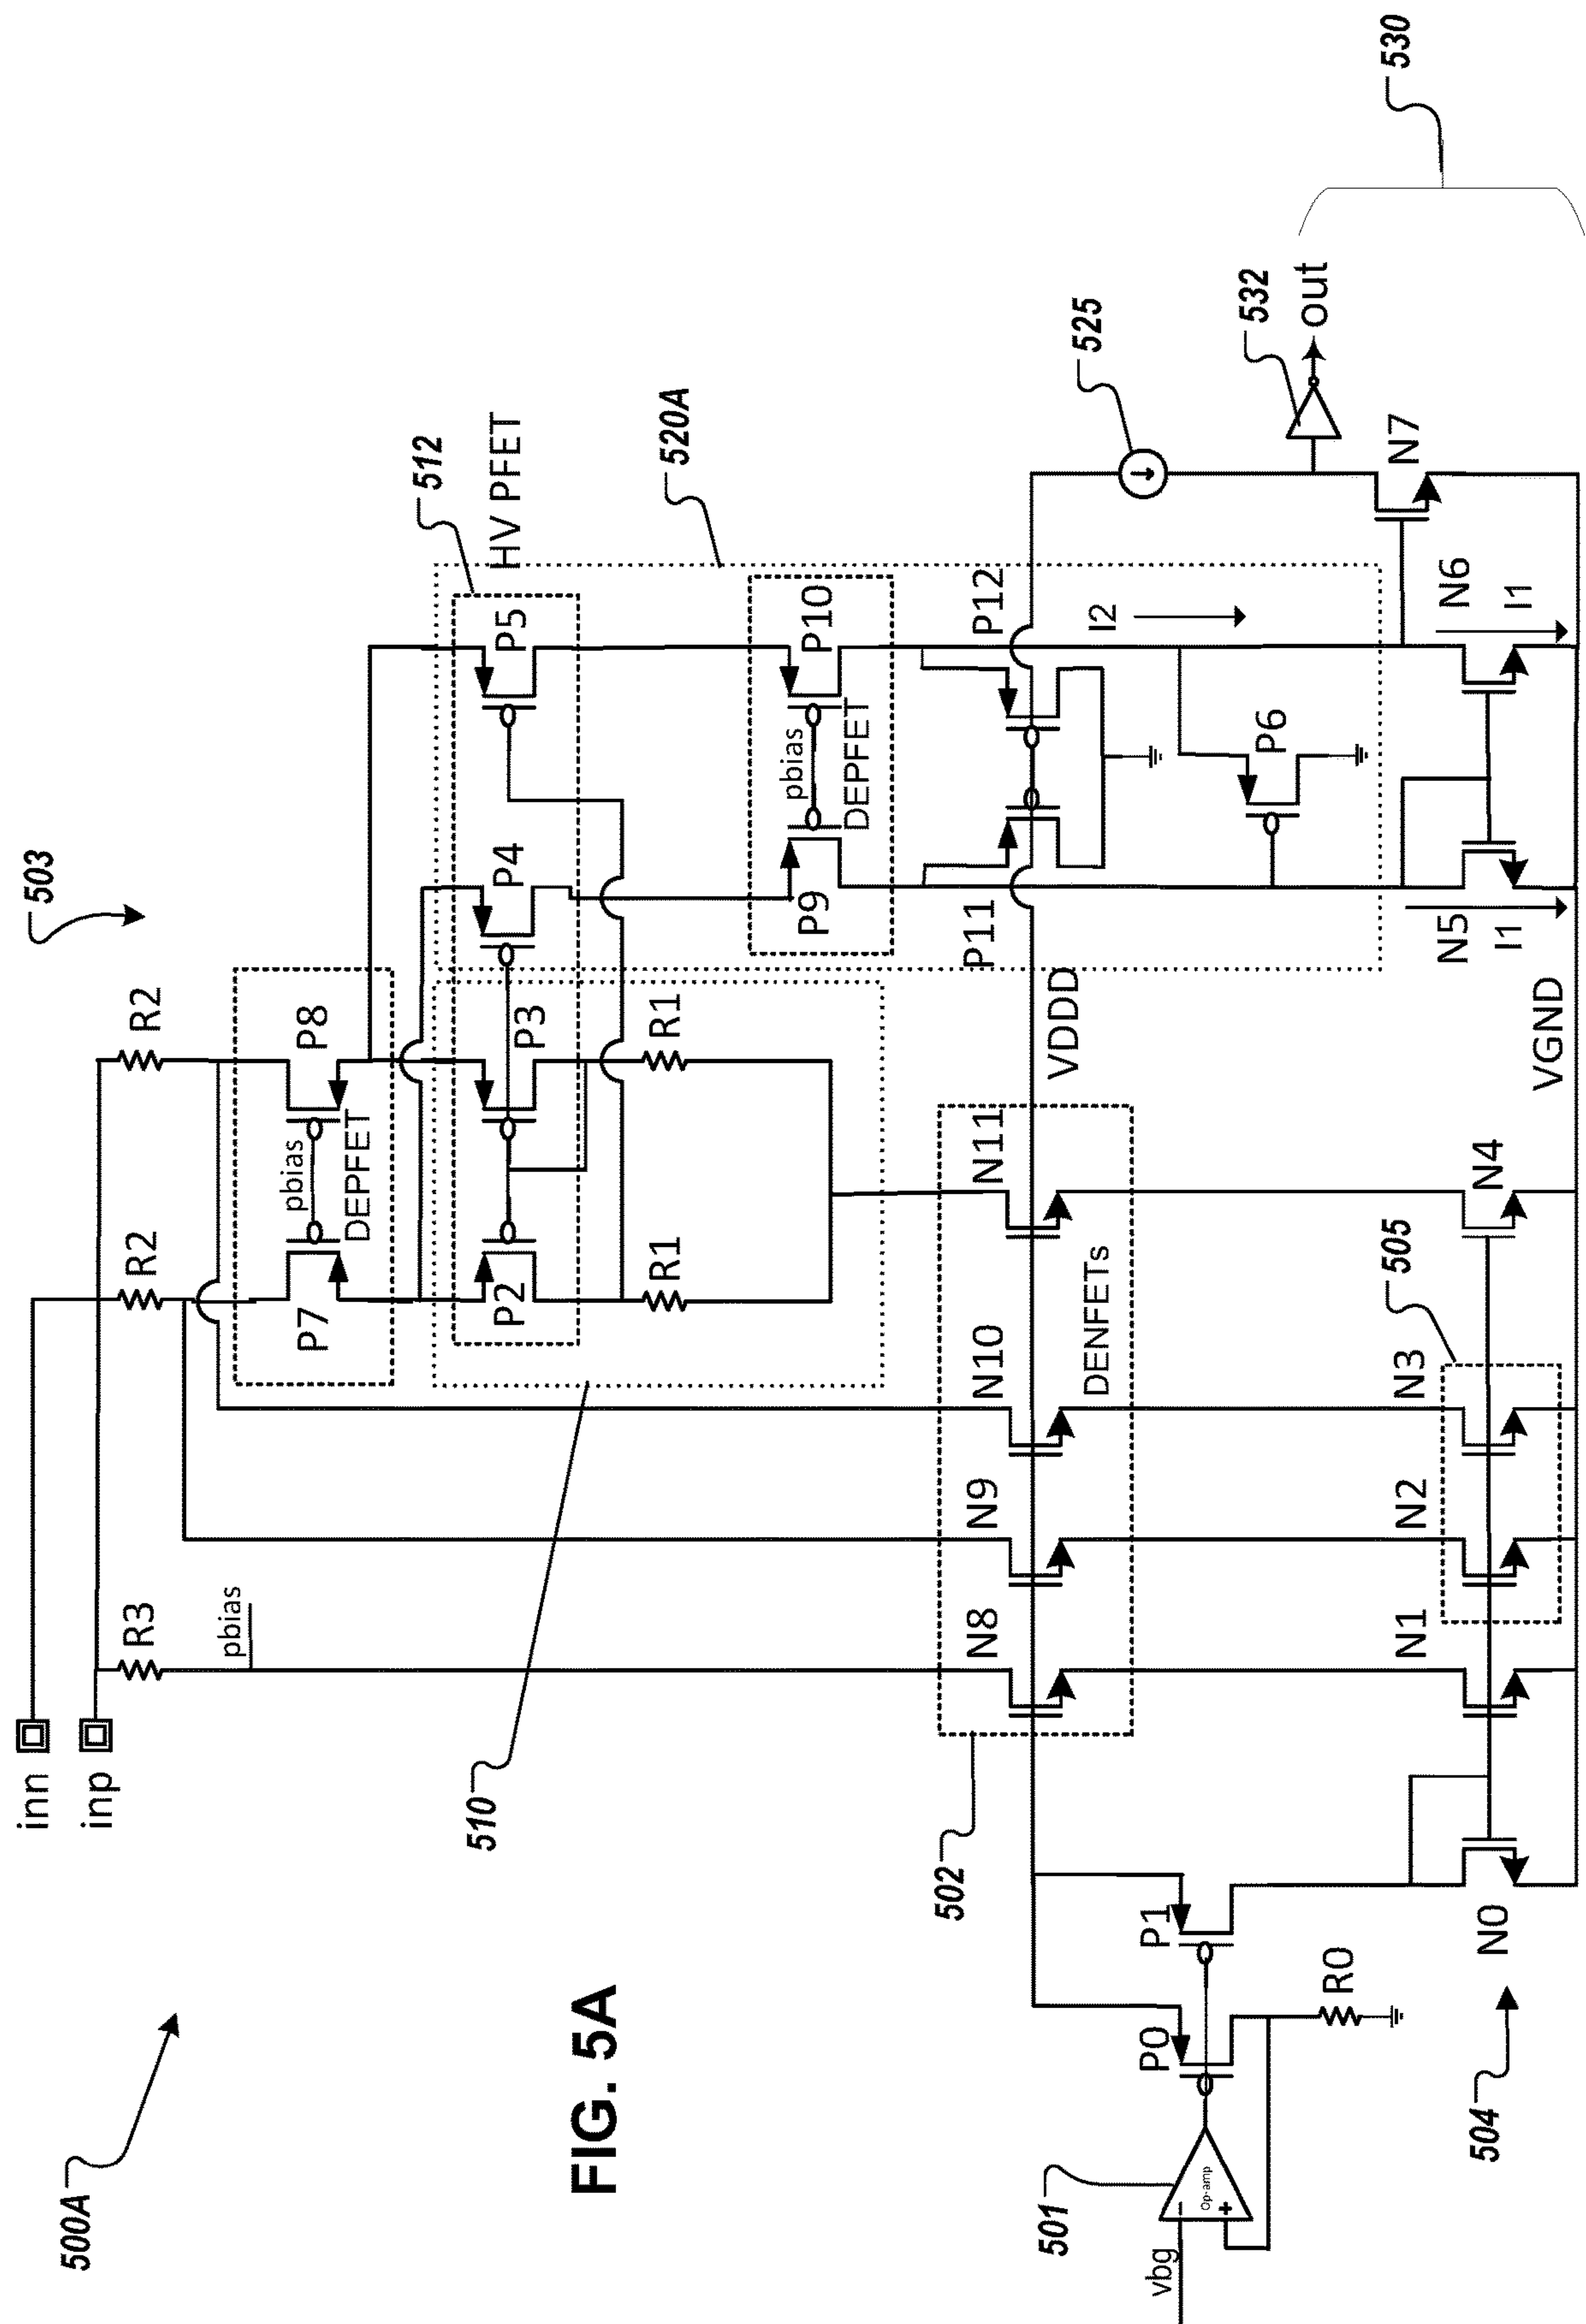 500A
503
inn
inp
R3
R2
R2
pbias
P7
pbias
DEPFET
P8
512
HV PFET
P2
P3
P4
P5
520A
R1
R1
510
P9
pbias
DEPFET
P10
502
N8
N9
N10
N11
DENFETs
VDDD
P11
P12
525
I2
P6
532
out
530
FIG. 5A
501
vbg
Op-amp
P0
P1
R0
504
N0
N1
N2
N3
505
N4
VGND
N5
I1
N6
I1
N7